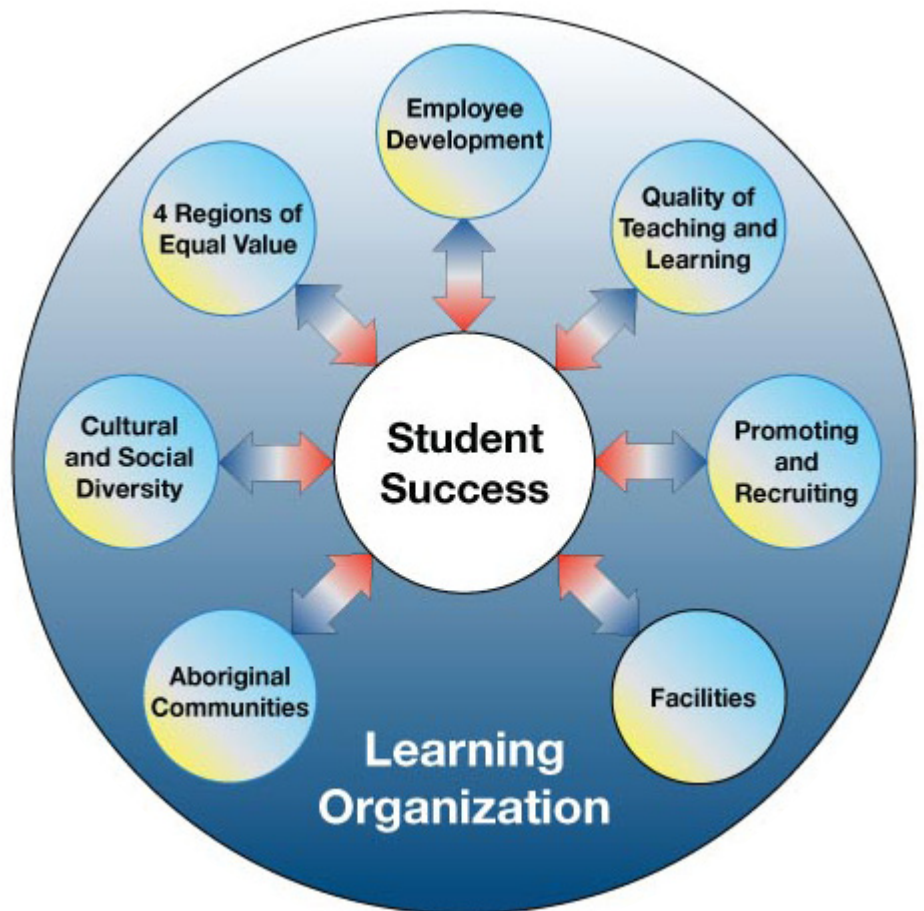 Employee
Development
Quality of
Teaching and
Learning
Promoting
and
Recruiting
Facilities
Aboriginal
Communities
Cultural
and Social
Diversity
4 Regions of
Equal Value
Student
Success
Learning
Organization